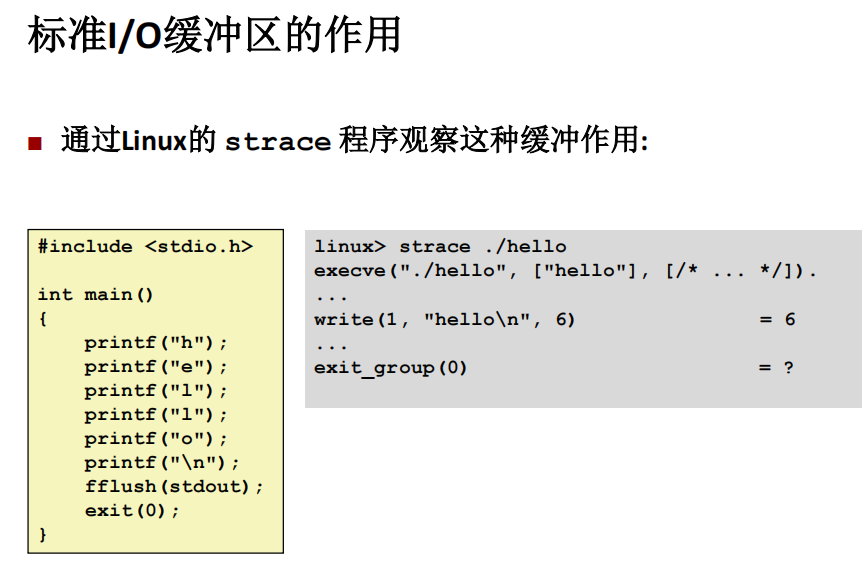 标准I/O缓冲区的作用
■ 通过Linux的 strace 程序观察这种缓冲作用:
#include <stdio.h>
int main()
{
printf("h");
printf("e");
printf("l");
printf("l");
printf("o");
printf("\n");
fflush(stdout);
exit(0);
}
linux> strace ./hello
execve("./hello", ["hello"], [/* ... */]).
...
write(1, "hello\n", 6) = 6
...
exit_group(0) = ?